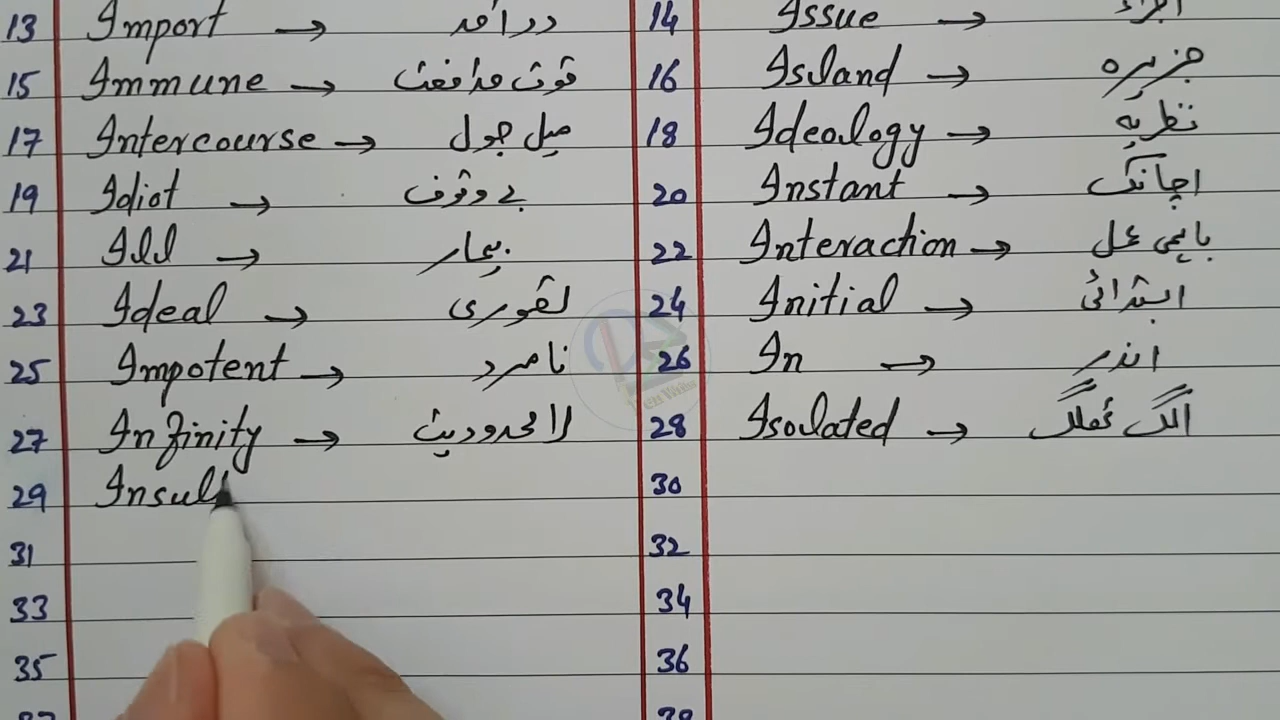 13 Import → درآمد 14 Issue →
15 Immune → قوت مدافعت 16 Island → جزیرہ
17 Intercourse → میل جول 18 Idealogy → نظریہ
19 Idiot → بے وقوف 20 Instant → اچانک
21 Ill → بیمار 22 Interaction → باہمی عمل
23 Ideal → تصوری 24 Initial → ابتدائی
25 Impotent → نامرد 26 In → اندر
27 Infinity → لا محدودیت 28 Isolated → الگ تھلگ
29 Insul 30
31 32
33 34
35 36